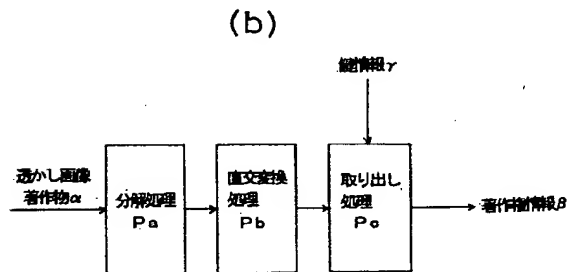 (b)
鍵情報γ
透かし画像
著作物α
分解処理
Pa
直交変換
処理
Pb
取り出し
処理
Pc
著作権情報β